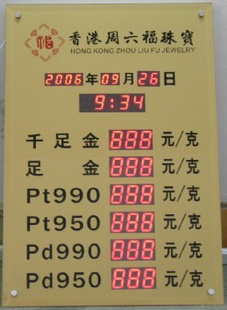 香港周六福珠寶
HONG KONG ZHOU LIU FU JEWELRY
2006年09月26日
9:34
千足金 888 元/克
足金 888 元/克
Pt990 888 元/克
Pt950 888 元/克
Pd990 888 元/克
Pd950 888 元/克